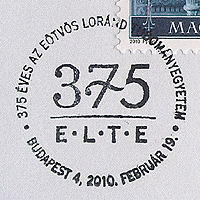 375 ÉVES AZ EÖTVÖS LORÁND TUDOMÁNYEGYETEM
375
E·L·T·E
BUDAPEST 4, 2010. FEBRUÁR 19.
MAG